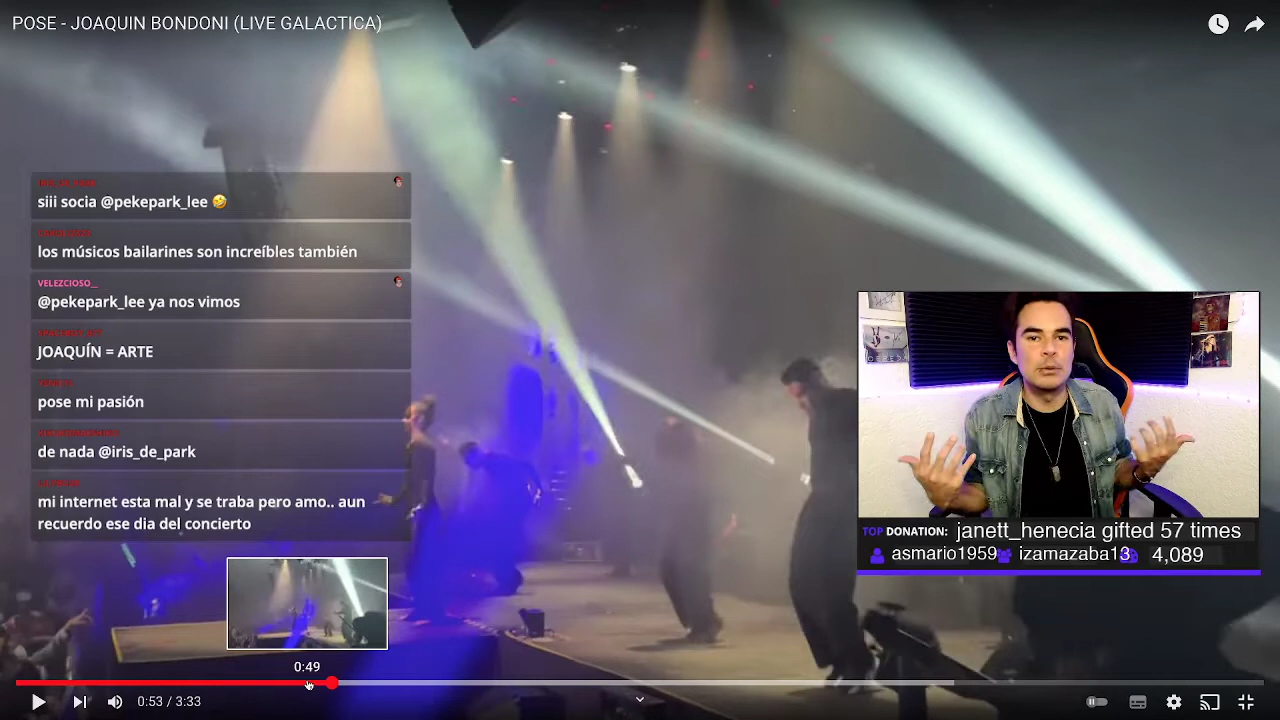 POSE - JOAQUIN BONDONI (LIVE GALACTICA)
siii socia @pekepark_lee 🤣
los músicos bailarines son increíbles también
VELEZCIOSO__
@pekepark_lee ya nos vimos
JOAQUÍN = ARTE
pose mi pasión
de nada @iris_de_park
mi internet esta mal y se traba pero amo.. aun
recuerdo ese dia del concierto
TOP DONATION: janett_henecia gifted 57 times
asmario1959 izamazaba13 4,089
0:49
0:53 / 3:33